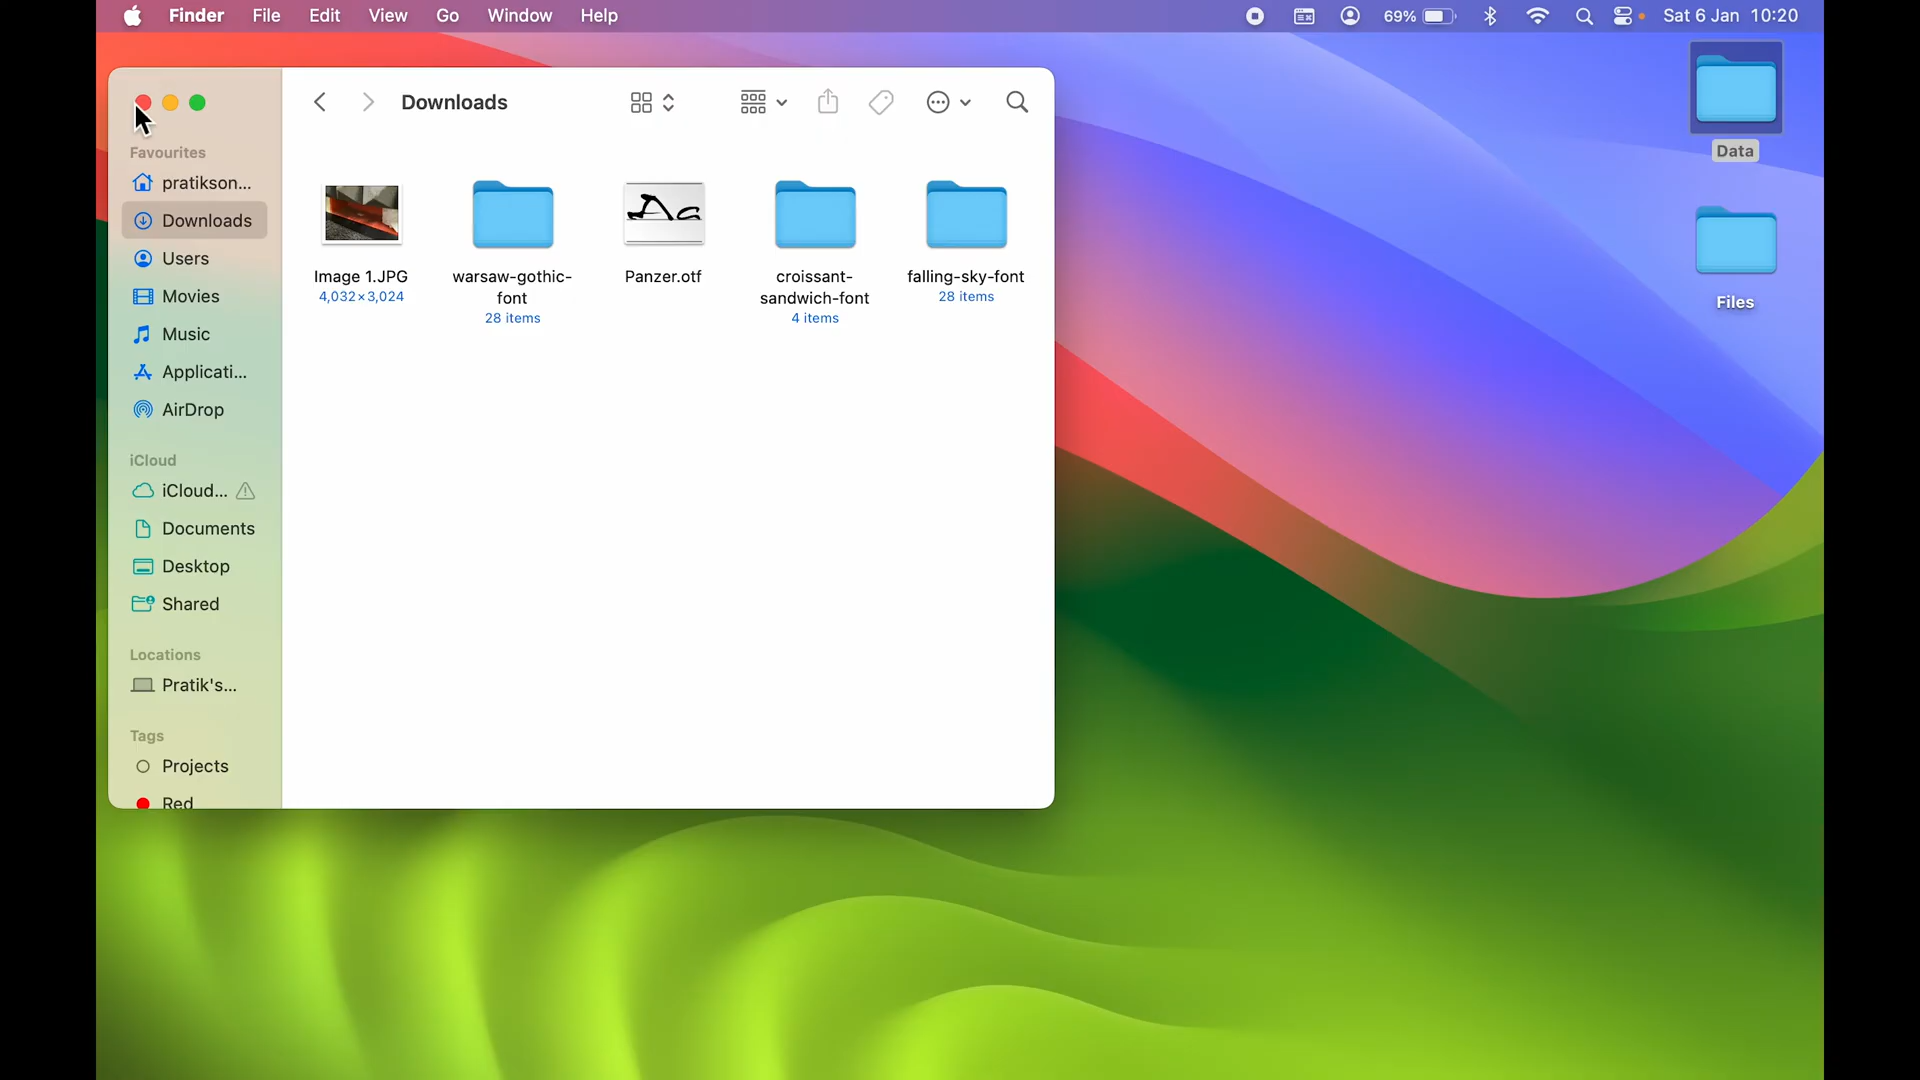 Finder File Edit View Go Window Help 69% Sat 6 Jan 10:20
Downloads
Favourites
pratikson...
Downloads
Users
Movies
Music
Applicati...
AirDrop
iCloud
iCloud...
Documents
Desktop
Shared
Locations
Pratik's...
Tags
Projects
Red
Image 1.JPG
4,032×3,024
warsaw-gothic-
font
28 items
Aa
Panzer.otf
croissant-
sandwich-font
4 items
falling-sky-font
28 items
Data
Files